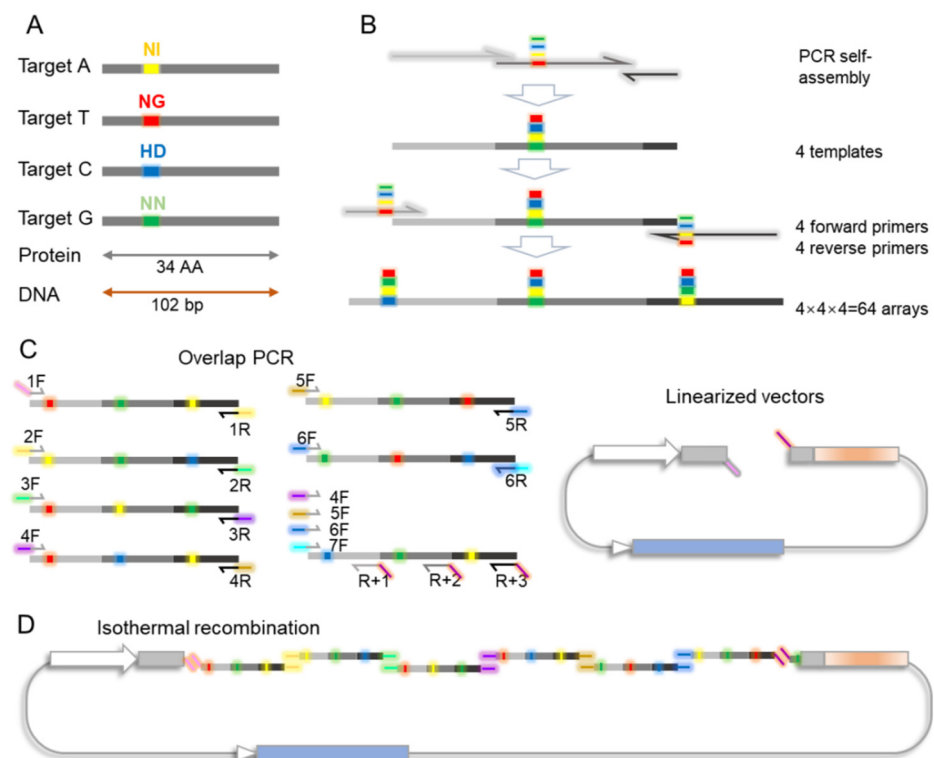 A
NI
Target A
NG
Target T
HD
Target C
NN
Target G
Protein
34 AA
DNA
102 bp
B
PCR self-
assembly
4 templates
4 forward primers
4 reverse primers
4×4×4=64 arrays
C
Overlap PCR
1F
1R
2F
2R
3F
3R
4F
4R
5F
5R
6F
6R
4F
5F
6F
7F
R+1
R+2
R+3
Linearized vectors
D
Isothermal recombination